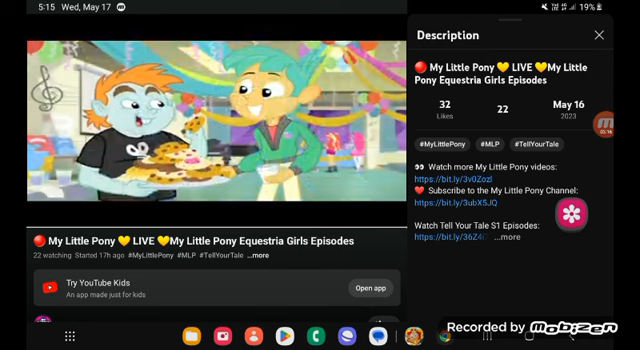 5:15 Wed, May 17
19%
Description
🔴 My Little Pony 💛 LIVE 💛My Little
Pony Equestria Girls Episodes
32
Likes
22
May 16
2023
#MyLittlePony #MLP #TellYourTale
👀 Watch more My Little Pony videos:
https://bit.ly/3v0Zozl
❤️ Subscribe to the My Little Pony Channel:
https://bit.ly/3ubX5JQ
Watch Tell Your Tale S1 Episodes:
...more
🔴 My Little Pony 💛 LIVE 💛My Little Pony Equestria Girls Episodes
22 watching Started 17h ago #MyLittlePony #MLP #TellYourTale ...more
Try YouTube Kids
An app made just for kids
Open app
Recorded by Mobizen